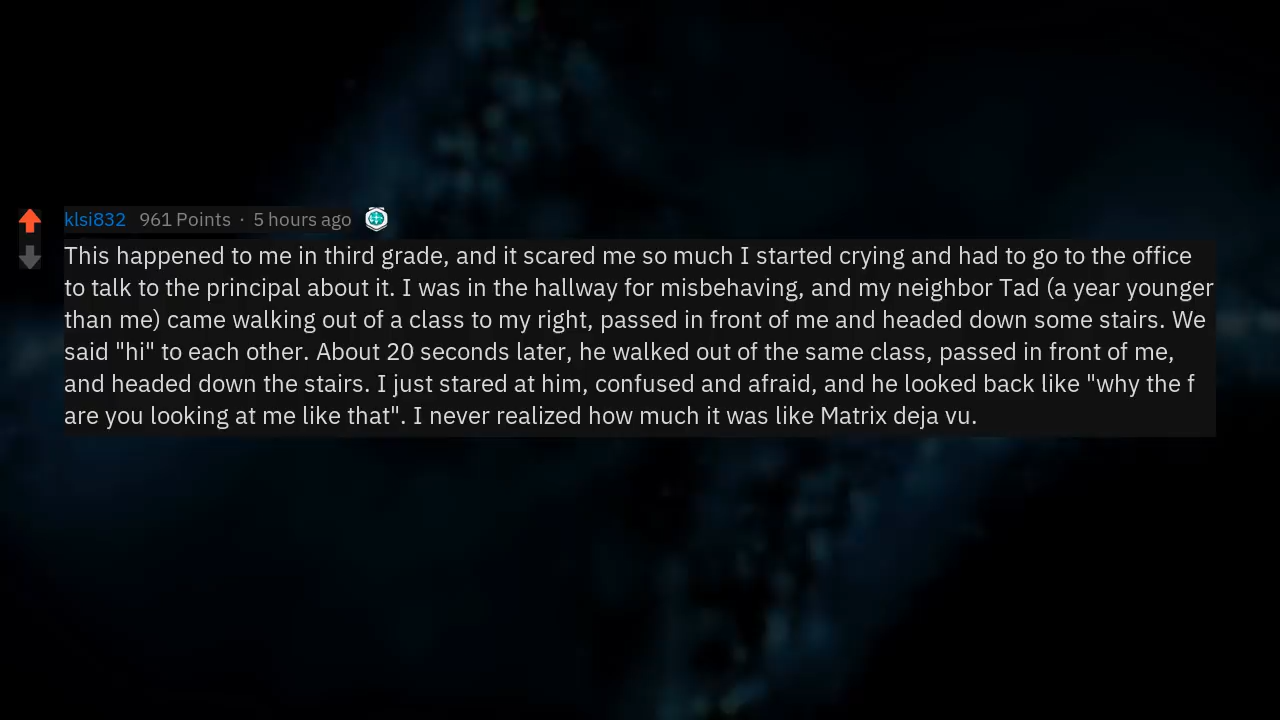 klsi832 961 Points · 5 hours ago
This happened to me in third grade, and it scared me so much I started crying and had to go to the office
to talk to the principal about it. I was in the hallway for misbehaving, and my neighbor Tad (a year younger
than me) came walking out of a class to my right, passed in front of me and headed down some stairs. We
said "hi" to each other. About 20 seconds later, he walked out of the same class, passed in front of me,
and headed down the stairs. I just stared at him, confused and afraid, and he looked back like "why the f
are you looking at me like that". I never realized how much it was like Matrix deja vu.